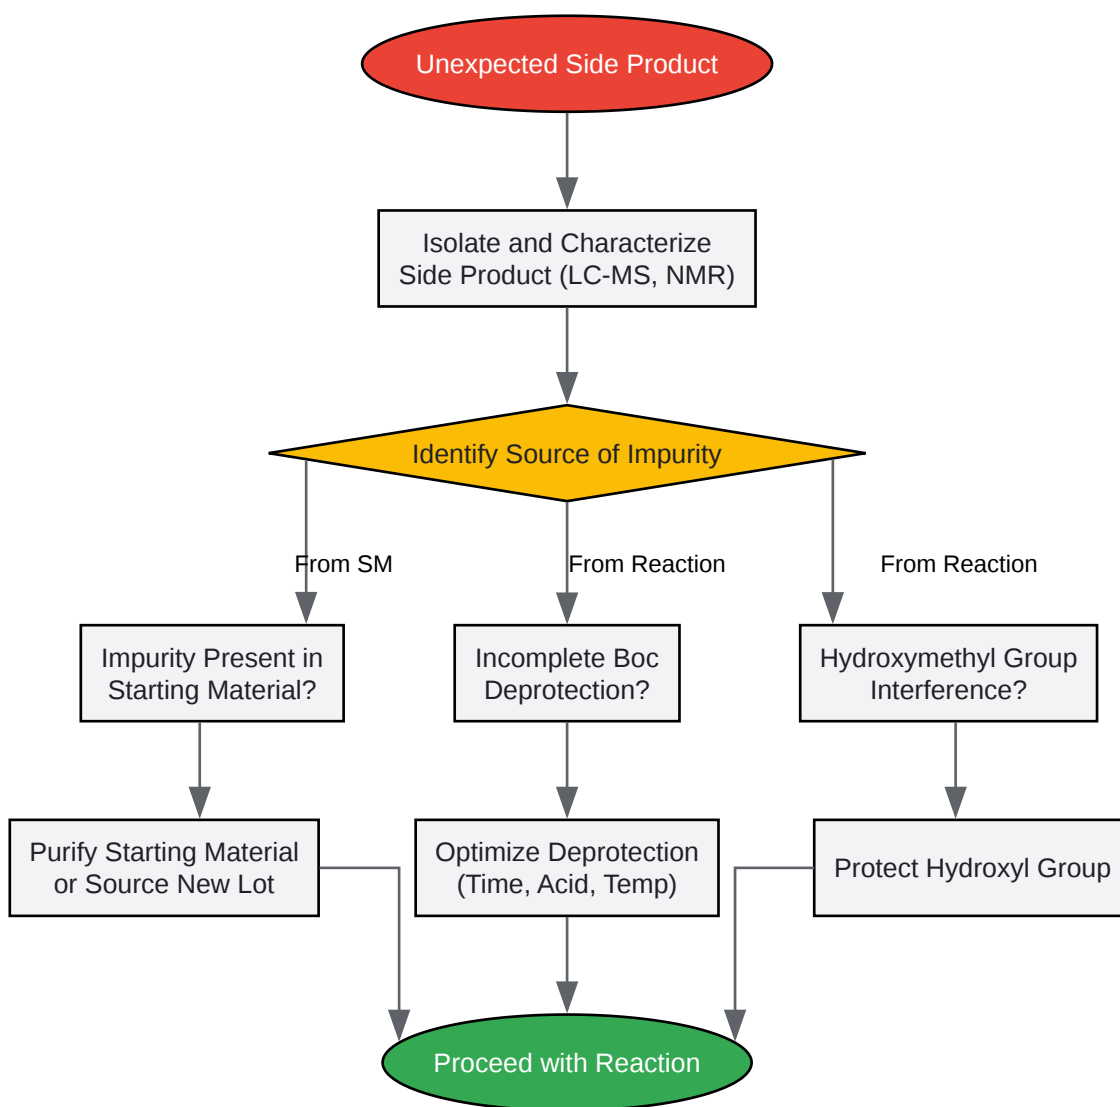 Unexpected Side Product
Isolate and Characterize
Side Product (LC-MS, NMR)
Identify Source of Impurity
From SM
From Reaction
From Reaction
Impurity Present in
Starting Material?
Incomplete Boc
Deprotection?
Hydroxymethyl Group
Interference?
Purify Starting Material
or Source New Lot
Optimize Deprotection
(Time, Acid, Temp)
Protect Hydroxyl Group
Proceed with Reaction